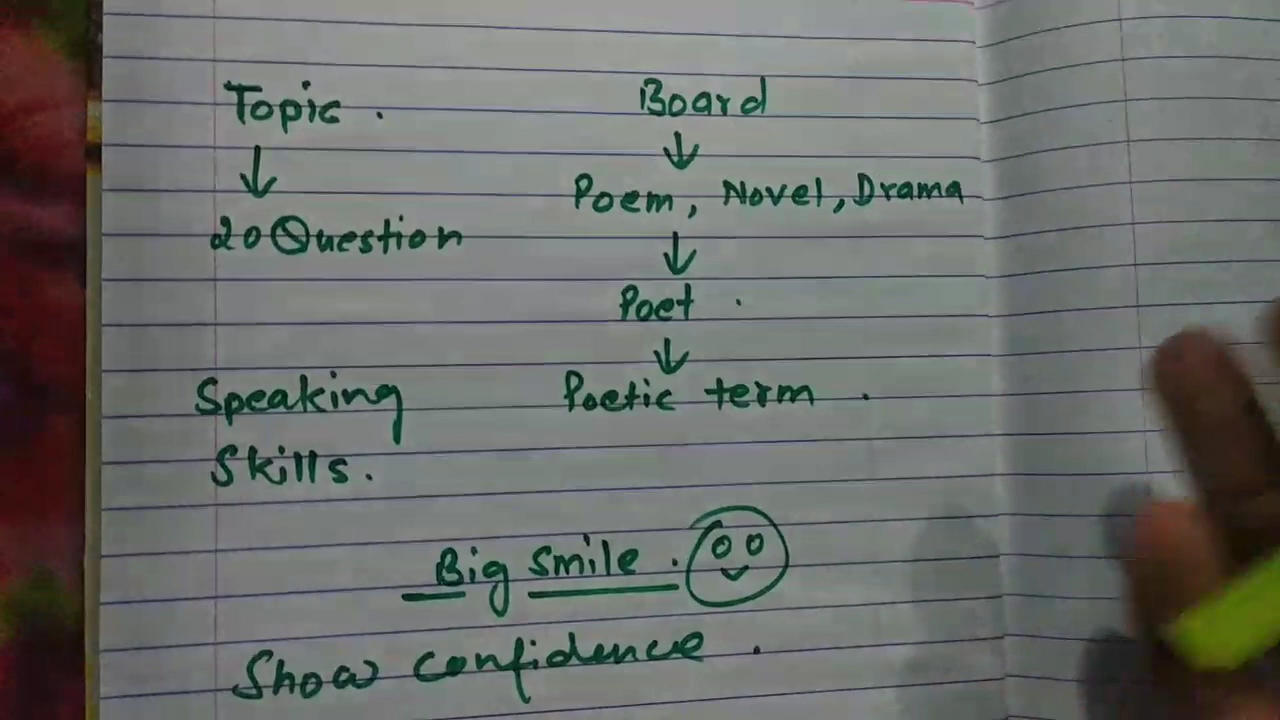 Topic . Board
↓ ↓
Poem, Novel, Drama
20 Question ↓
Poet .
↓
Speaking Poetic term .
Skills.
Big smile .
Show confidence .